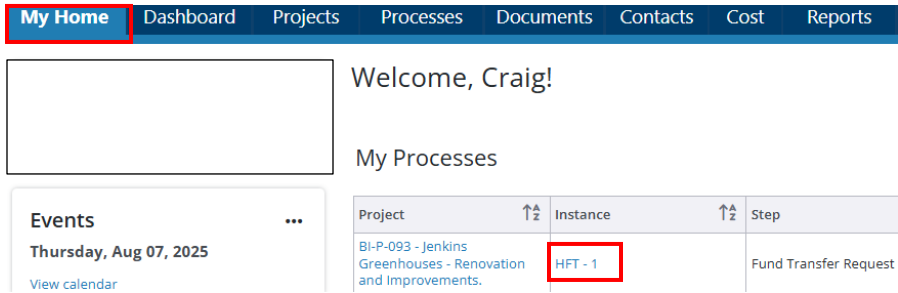 My Home Dashboard Projects Processes Documents Contacts Cost Reports
Welcome, Craig!
My Processes
Events ...
Thursday, Aug 07, 2025
View calendar
Project Instance Step
BI-P-093 - Jenkins
Greenhouses - Renovation
and Improvements.
HFT - 1
Fund Transfer Request